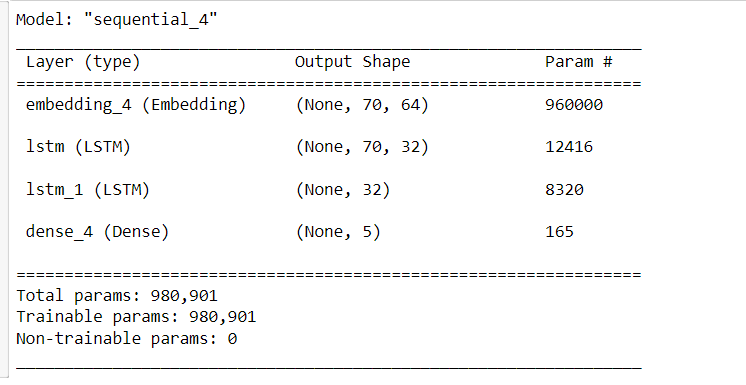 Model: "sequential_4"
_________________________________________________________________
Layer (type)                Output Shape              Param #
=================================================================
embedding_4 (Embedding)     (None, 70, 64)            960000
lstm (LSTM)                 (None, 70, 32)            12416
lstm_1 (LSTM)               (None, 32)                8320
dense_4 (Dense)             (None, 5)                 165
=================================================================
Total params: 980,901
Trainable params: 980,901
Non-trainable params: 0
_________________________________________________________________